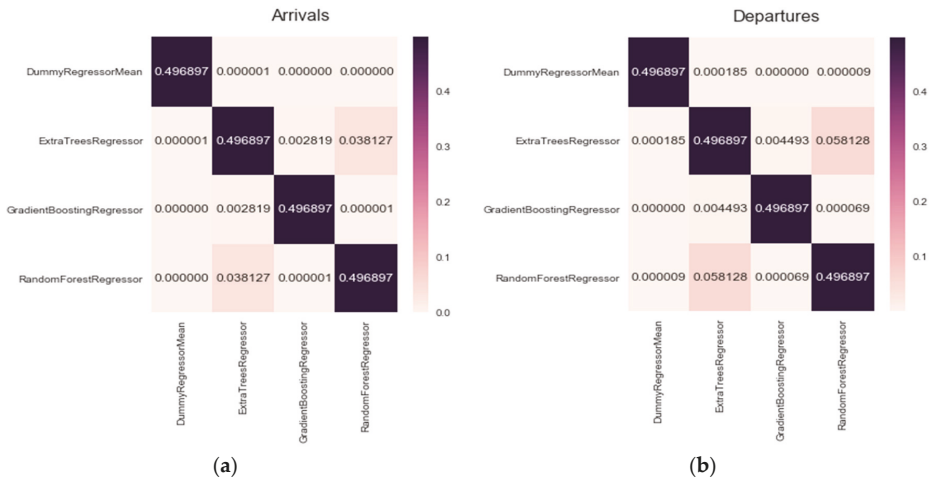 Arrivals
DummyRegressorMean 0.496897 0.000001 0.000000 0.000000
ExtraTreesRegressor 0.000001 0.496897 0.002819 0.038127
GradientBoostingRegressor 0.000000 0.002819 0.496897 0.000001
RandomForestRegressor 0.000000 0.038127 0.000001 0.496897
0.4
0.3
0.2
0.1
0.0
DummyRegressorMean
ExtraTreesRegressor
GradientBoostingRegressor
RandomForestRegressor
(a)
Departures
DummyRegressorMean 0.496897 0.000185 0.000000 0.000009
ExtraTreesRegressor 0.000185 0.496897 0.004493 0.058128
GradientBoostingRegressor 0.000000 0.004493 0.496897 0.000069
RandomForestRegressor 0.000009 0.058128 0.000069 0.496897
0.4
0.3
0.2
0.1
DummyRegressorMean
ExtraTreesRegressor
GradientBoostingRegressor
RandomForestRegressor
(b)